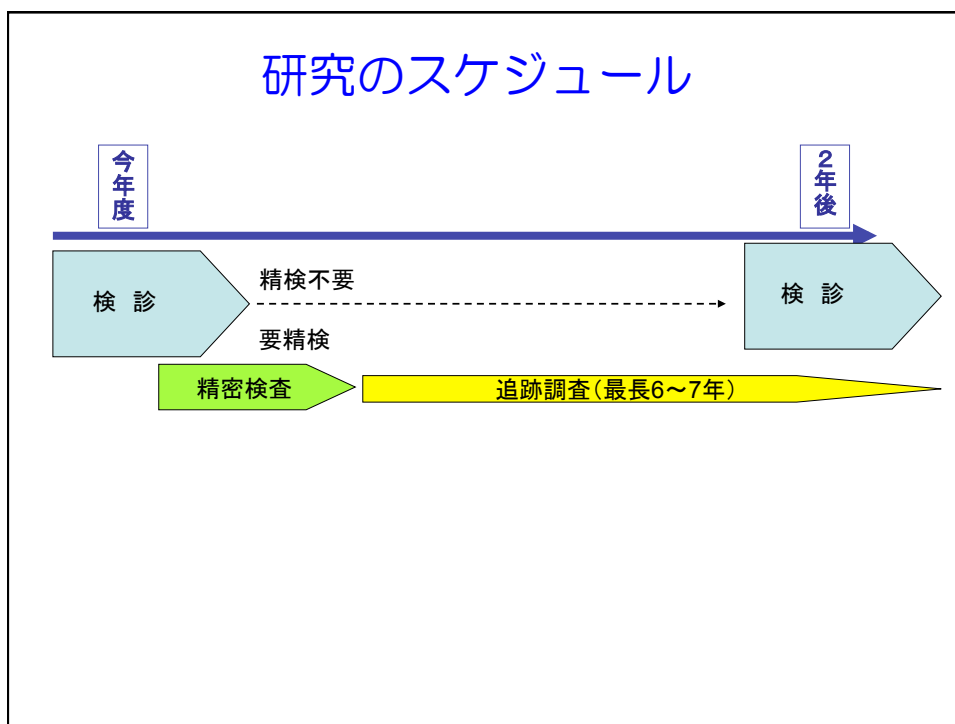 研究のスケジュール
今年度
2年後
検 診
精検不要
検 診
要精検
精密検査
追跡調査(最長6～7年)